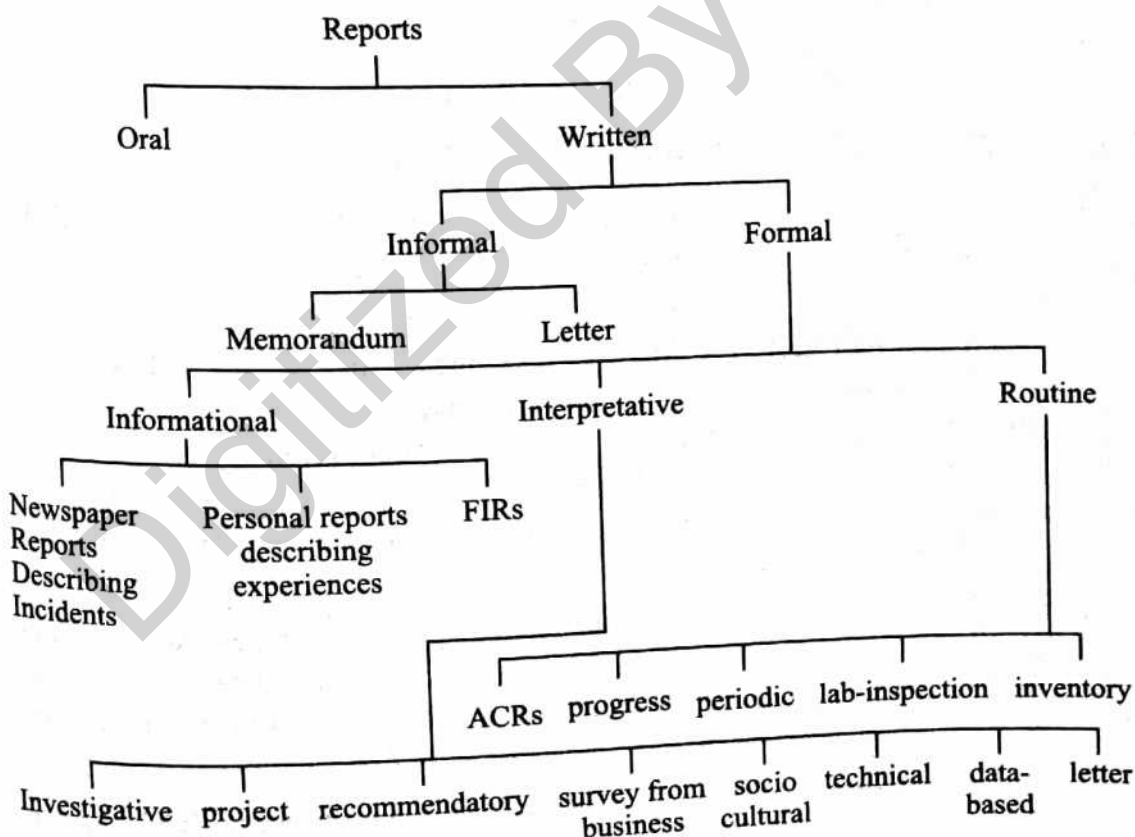 Digitized By
Reports
Oral
Written
Informal
Formal
Memorandum
Letter
Informational
Interpretative
Routine
Newspaper
Reports
Describing
Incidents
Personal reports
describing
experiences
FIRs
ACRs
progress
periodic
lab-inspection
inventory
Investigative
project
recommendatory
survey from
business
socio
cultural
technical
data-
based
letter